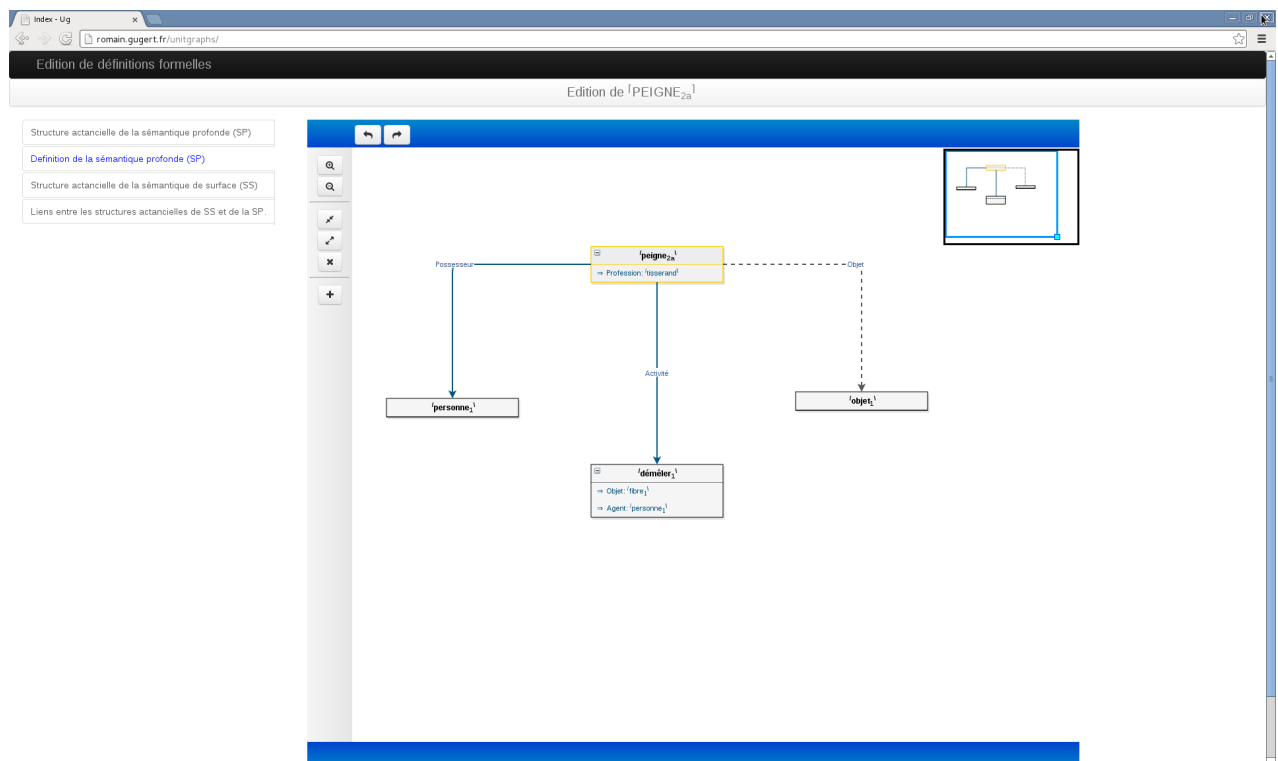 Index - Ug
romain.gugert.fr/unitgraphs/
Edition de définitions formelles
Edition de ⌈PEIGNE2a⌉
Structure actancielle de la sémantique profonde (SP)
Definition de la sémantique profonde (SP)
Structure actancielle de la sémantique de surface (SS)
Liens entre les structures actancielles de SS et de la SP.
/peigne2a\
⇒ Profession: /tisserand\
Possesseur
Objet
Activité
/personne1\
/objet1\
/démêler1\
⇒ Objet: /fibre1\
⇒ Agent: /personne1\